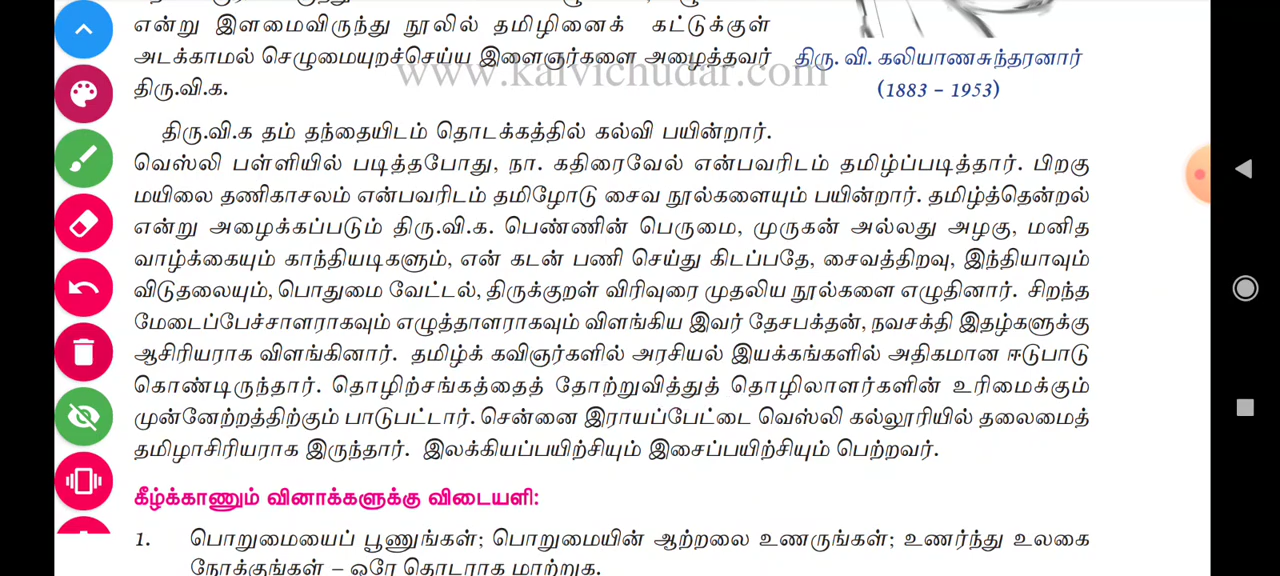 என்று இளமைவிருந்து நூலில் தமிழினைக் கட்டுக்குள்
அடக்காமல் செழுமையுறச்செய்ய இளைஞர்களை அழைத்தவர்
திரு.வி.க.
www.kalvichudar.com
திரு. வி. கலியாணசுந்தரனார்
(1883 – 1953)
திரு.வி.க தம் தந்தையிடம் தொடக்கத்தில் கல்வி பயின்றார்.
வெஸ்லி பள்ளியில் படித்தபோது, நா. கதிரைவேல் என்பவரிடம் தமிழ்ப்படித்தார். பிறகு
மயிலை தணிகாசலம் என்பவரிடம் தமிழோடு சைவ நூல்களையும் பயின்றார். தமிழ்த்தென்றல்
என்று அழைக்கப்படும் திரு.வி.க. பெண்ணின் பெருமை, முருகன் அல்லது அழகு, மனித
வாழ்க்கையும் காந்தியடிகளும், என் கடன் பணி செய்து கிடப்பதே, சைவத்திறவு, இந்தியாவும்
விடுதலையும், பொதுமை வேட்டல், திருக்குறள் விரிவுரை முதலிய நூல்களை எழுதினார். சிறந்த
மேடைப்பேச்சாளராகவும் எழுத்தாளராகவும் விளங்கிய இவர் தேசபக்தன், நவசக்தி இதழ்களுக்கு
ஆசிரியராக விளங்கினார். தமிழ்க் கவிஞர்களில் அரசியல் இயக்கங்களில் அதிகமான ஈடுபாடு
கொண்டிருந்தார். தொழிற்சங்கத்தைத் தோற்றுவித்துத் தொழிலாளர்களின் உரிமைக்கும்
முன்னேற்றத்திற்கும் பாடுபட்டார். சென்னை இராயப்பேட்டை வெஸ்லி கல்லூரியில் தலைமைத்
தமிழாசிரியராக இருந்தார். இலக்கியப்பயிற்சியும் இசைப்பயிற்சியும் பெற்றவர்.
கீழ்க்காணும் வினாக்களுக்கு விடையளி:
1. பொறுமையைப் பூணுங்கள்; பொறுமையின் ஆற்றலை உணருங்கள்; உணர்ந்து உலகை
நோக்குங்கள் – ஒரே தொடராக மாற்றுக.